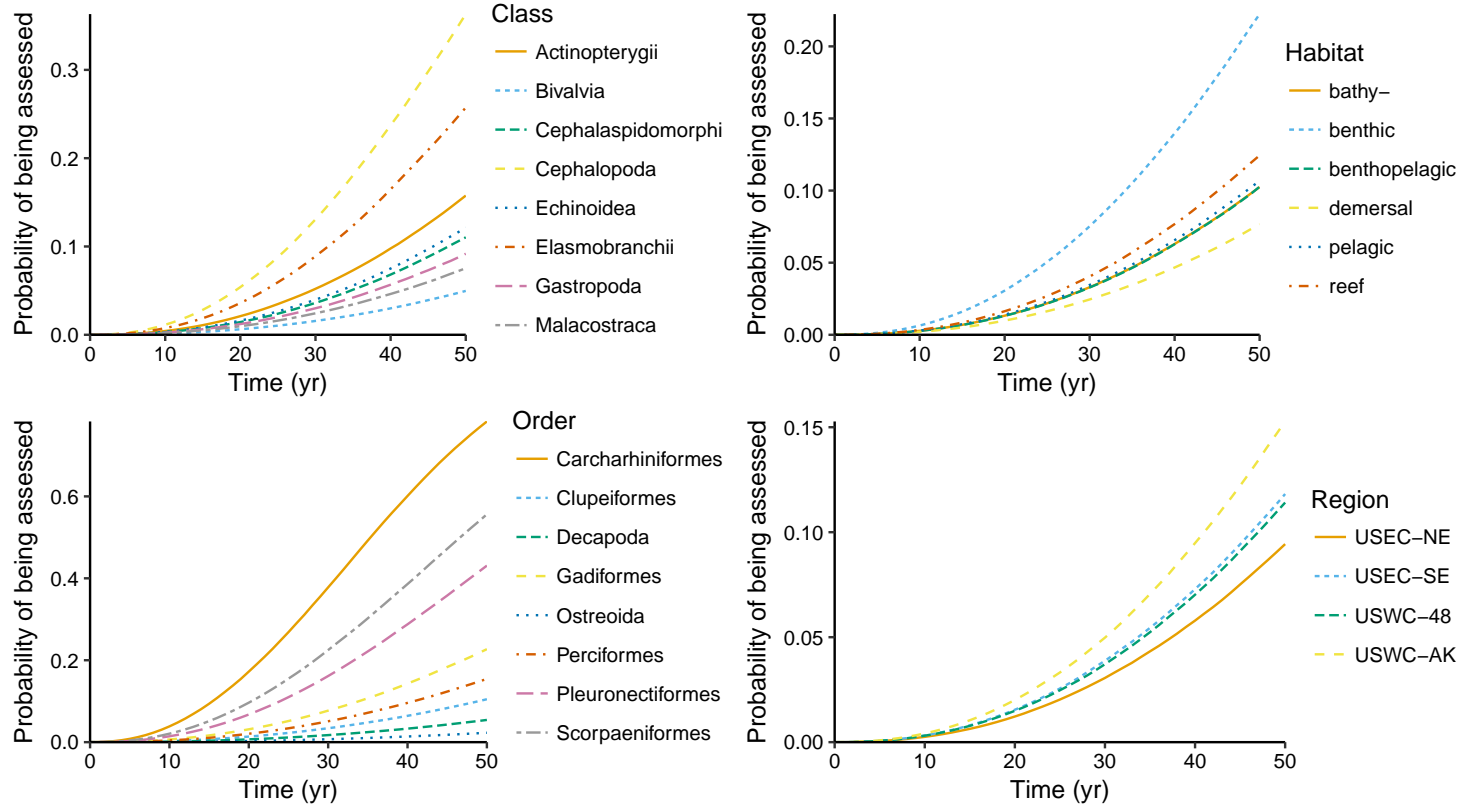 Class
Probability of being assessed
0.3
0.2
0.1
0.0
0 10 20 30 40 50
Time (yr)
Actinopterygii
Bivalvia
Cephalaspidomorphi
Cephalopoda
Echinoidea
Elasmobranchii
Gastropoda
Malacostraca
Habitat
Probability of being assessed
0.20
0.15
0.10
0.05
0.00
0 10 20 30 40 50
Time (yr)
bathy−
benthic
benthopelagic
demersal
pelagic
reef
Order
Probability of being assessed
0.6
0.4
0.2
0.0
0 10 20 30 40 50
Time (yr)
Carcharhiniformes
Clupeiformes
Decapoda
Gadiformes
Ostreoida
Perciformes
Pleuronectiformes
Scorpaeniformes
Region
Probability of being assessed
0.15
0.10
0.05
0.00
0 10 20 30 40 50
Time (yr)
USEC−NE
USEC−SE
USWC−48
USWC−AK